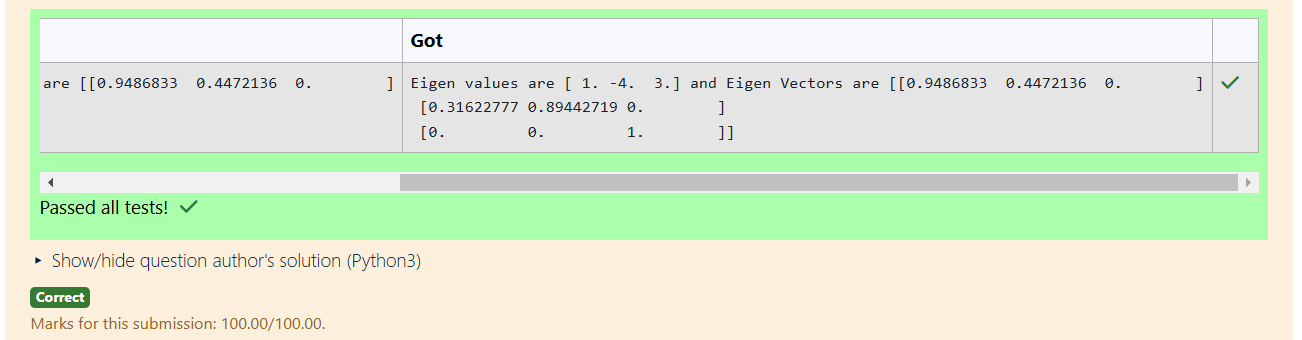 Got
are [[0.9486833  0.4472136  0.        ] Eigen values are [ 1. -4.  3.] and Eigen Vectors are [[0.9486833  0.4472136  0.        ]
[0.31622777 0.89442719 0.        ]
[0.         0.         1.        ]]
Passed all tests!
Show/hide question author's solution (Python3)
Correct
Marks for this submission: 100.00/100.00.